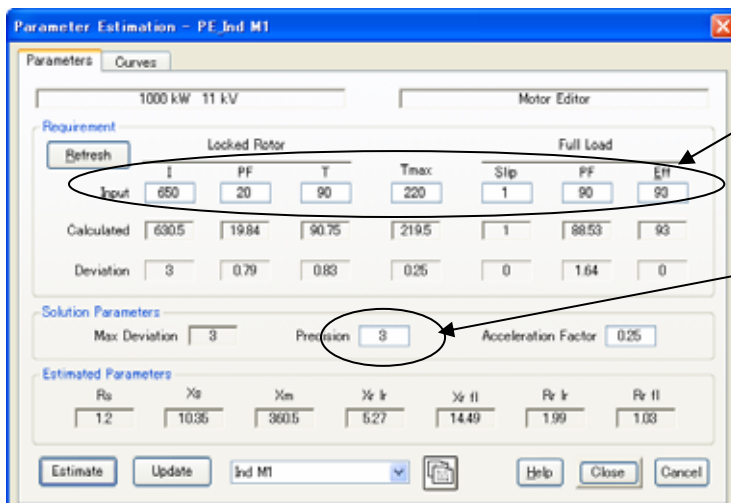 Parameter Estimation - PE_Ind M1
Parameters Curves
1000 kW 11 kV Motor Editor
Requirement
Refresh Locked Rotor Full Load
I PF T Tmax Slip PF Eff
Input 650 20 90 220 1 90 93
Calculated 630.5 19.84 90.75 219.5 1 88.53 93
Deviation 3 0.79 0.83 0.25 0 1.64 0
Solution Parameters
Max Deviation 3 Precision 3 Acceleration Factor 0.25
Estimated Parameters
Rs Xs Xm Xr lr Xr fl Rr lr Rr fl
1.2 10.35 360.5 5.27 14.49 1.99 1.03
Estimate Update Ind M1 Help Close Cancel